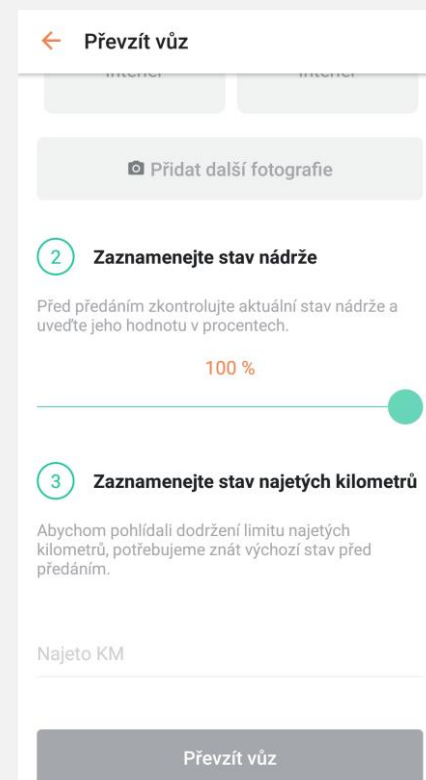 Převzít vůz
Interiér Interiér
Přidat další fotografie
2 Zaznamenejte stav nádrže
Před předáním zkontrolujte aktuální stav nádrže a
uveďte jeho hodnotu v procentech.
100 %
3 Zaznamenejte stav najetých kilometrů
Abychom pohlídali dodržení limitu najetých
kilometrů, potřebujeme znát výchozí stav před
předáním.
Najeto KM
Převzít vůz